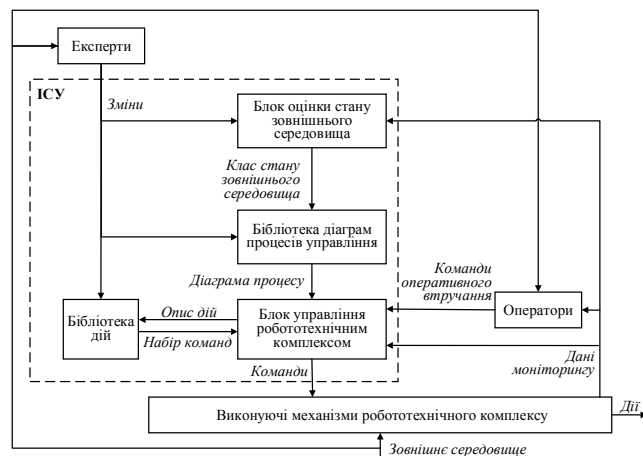 Експерти
ІСУ
Зміни
Блок оцінки стану
зовнішнього
середовища
Клас стану
зовнішнього
середовища
Бібліотека діаграм
процесів управління
Діаграма процесу
Команди
оперативного
втручання
Оператори
Бібліотека
дій
Опис дій
Набір команд
Блок управління
робототехнічним
комплексом
Дані
моніторингу
Команди
Виконуючі механізми робототехнічного комплексу
Дії
Зовнішнє середовище